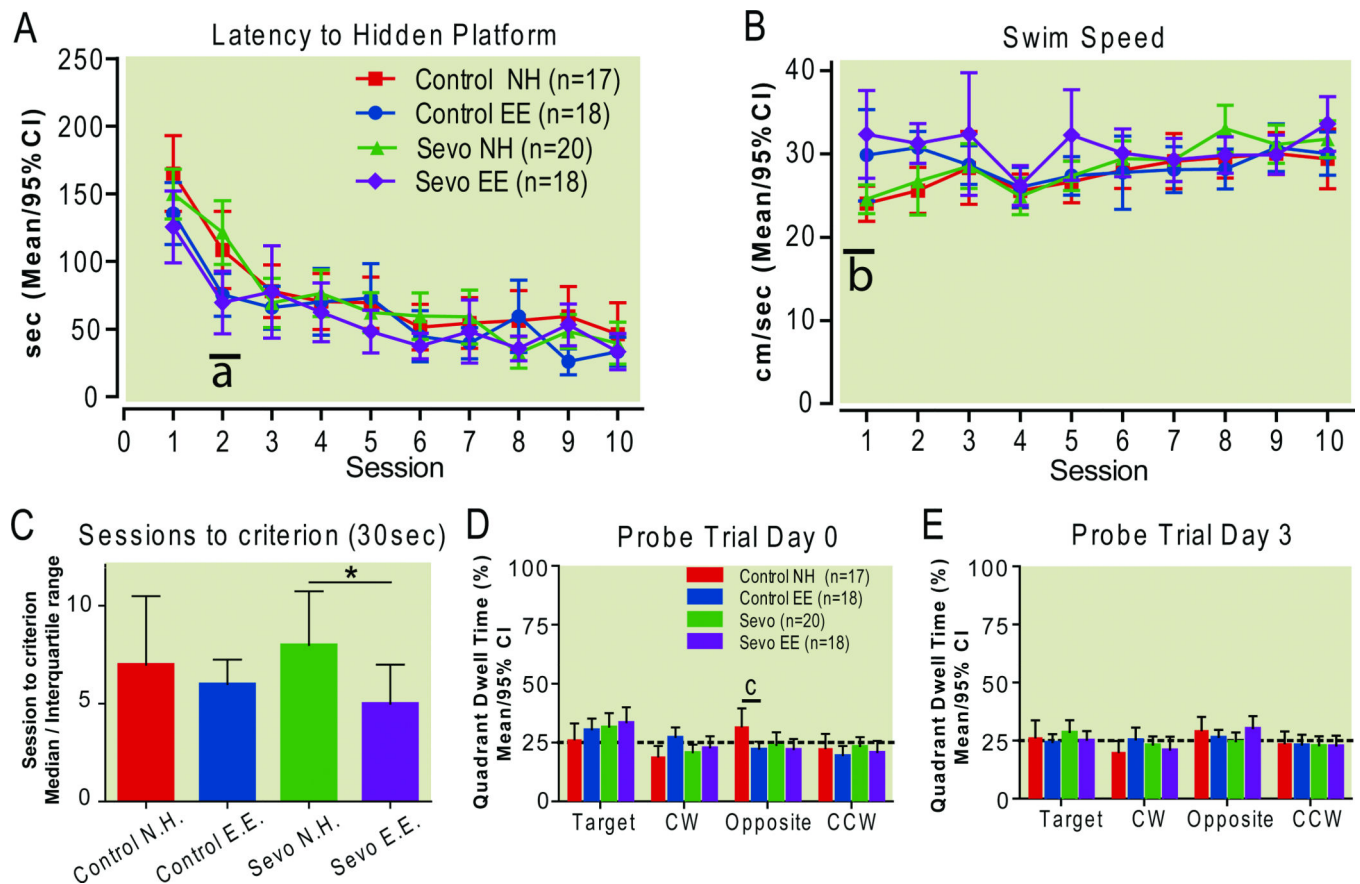 A
Latency to Hidden Platform
sec (Mean/95% CI)
250
200
150
100
50
0
Control NH (n=17)
Control EE (n=18)
Sevo NH (n=20)
Sevo EE (n=18)
a
0 1 2 3 4 5 6 7 8 9 10
Session
B
Swim Speed
cm/sec (Mean/95% CI)
40
30
20
10
0
b
1 2 3 4 5 6 7 8 9 10
Session
C
Sessions to criterion (30sec)
Session to criterion
Median / Interquartile range
10
5
0
*
Control N.H.
Control E.E.
Sevo N.H.
Sevo E.E.
D
Probe Trial Day 0
Quadrant Dwell Time (%)
Mean/95% CI
100
75
50
25
0
Control NH (n=17)
Control EE (n=18)
Sevo (n=20)
Sevo EE (n=18)
c
Target CW Opposite CCW
E
Probe Trial Day 3
Quadrant Dwell Time (%)
Mean/95% CI
100
75
50
25
0
Target CW Opposite CCW